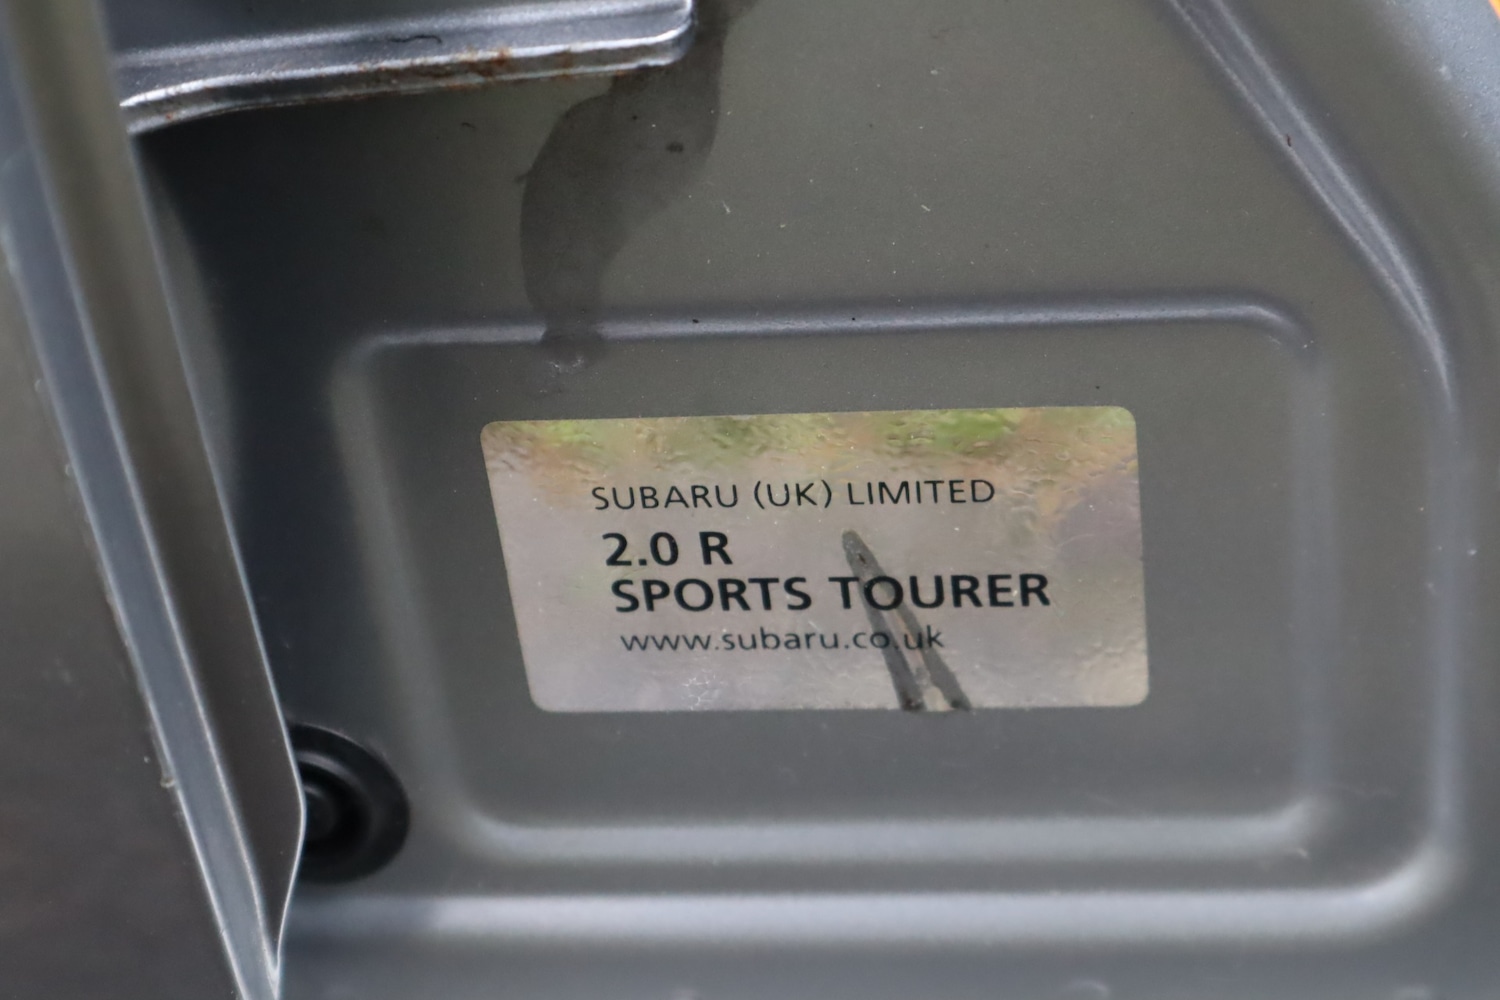 SUBARU (UK) LIMITED
2.0 R
SPORTS TOURER
www.subaru.co.uk